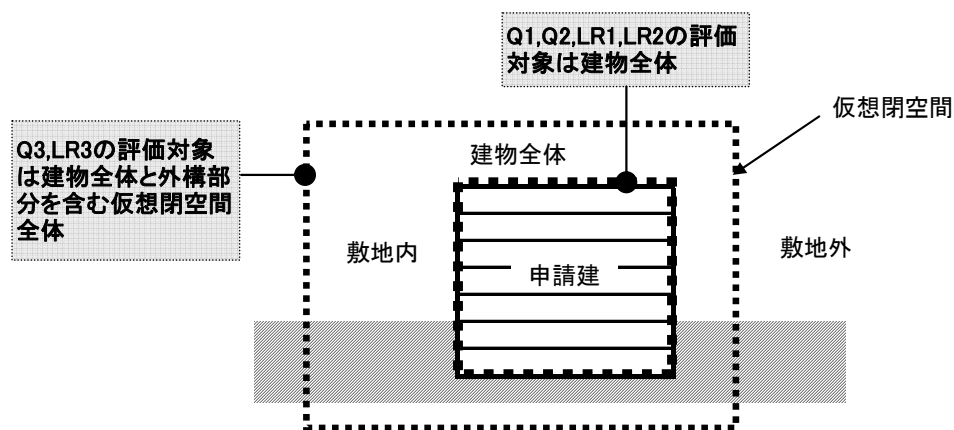 Q1,Q2,LR1,LR2の評価
対象は建物全体
仮想閉空間
Q3,LR3の評価対象
は建物全体と外構部
分を含む仮想閉空間
全体
建物全体
敷地内
敷地外
申請建